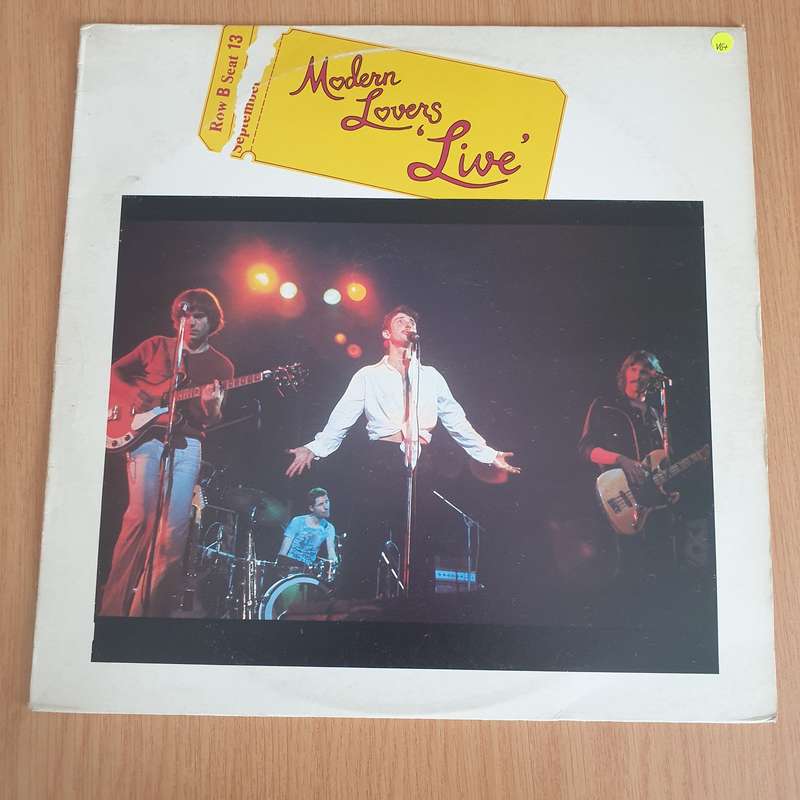 Row B Seat 13
September
Modern
Lovers
'Live'
VG+